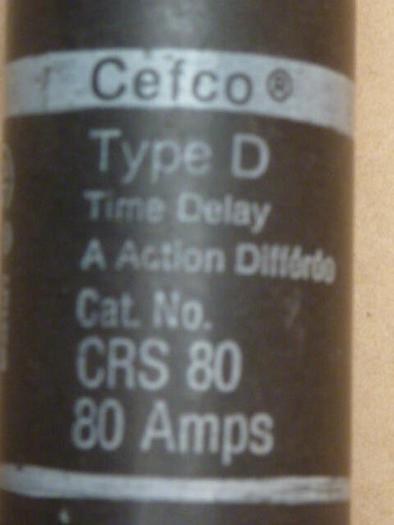 Cefco®
Type D
Time Delay
A Action Différée
Cat. No.
CRS 80
80 Amps